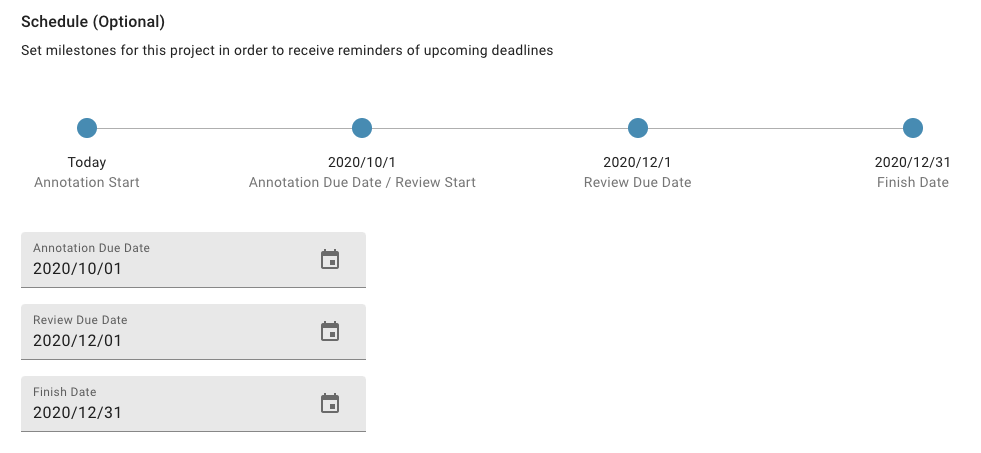 Schedule (Optional)
Set milestones for this project in order to receive reminders of upcoming deadlines
Today
Annotation Start
2020/10/1
Annotation Due Date / Review Start
2020/12/1
Review Due Date
2020/12/31
Finish Date
Annotation Due Date
2020/10/01
Review Due Date
2020/12/01
Finish Date
2020/12/31